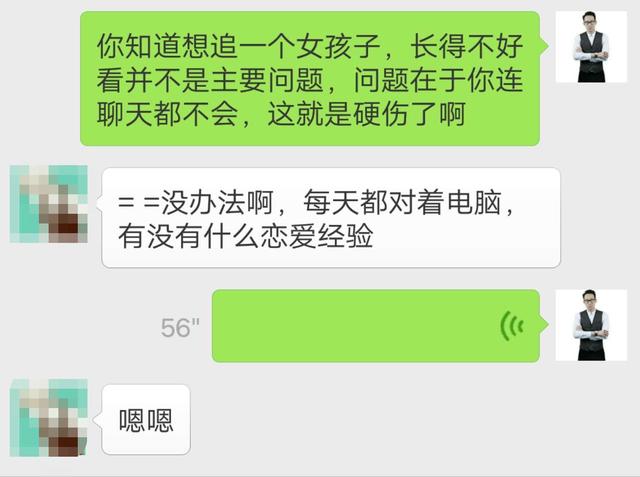 你知道想追一个女孩子，长得不好
看并不是主要问题，问题在于你连
聊天都不会，这就是硬伤了啊
= =没办法啊，每天都对着电脑，
有没有什么恋爱经验
56"
嗯嗯